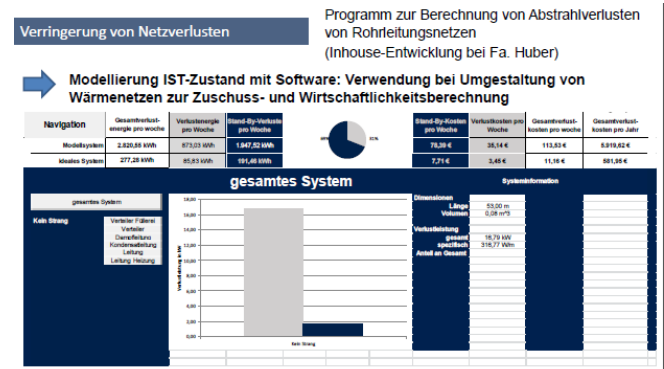 Verringerung von Netzverlusten
Programm zur Berechnung von Abstrahlverlusten
von Rohrleitungsnetzen
(Inhouse-Entwicklung bei Fa. Huber)
Modellierung IST-Zustand mit Software: Verwendung bei Umgestaltung von
Wärmenetzen zur Zuschuss- und Wirtschaftlichkeitsberechnung
Navigation
Gesamtverlust-
energie pro woche
Verlustenergie
pro Woche
Stand-By-Verluste
pro Woche
Stand-By-Kosten
pro Woche
Verlustkosten pro
Woche
Gesamtverlust-
kosten pro woche
Gesamtverlust-
kosten pro Jahr
Modellsystem 2.820,55 kWh 873,03 kWh 1.947,52 kWh 78,39 € 35,14 € 113,53 € 5.919,62 €
ideales System 277,28 kWh 85,83 kWh 191,46 kWh 7,71 € 3,45 € 11,16 € 581,95 €
gesamtes System
Systeminformation
gesamtes System
Kein Strang
Verteiler Füllerei
Verteiler
Dampfleitung
Kondensatleitung
Leitung
Leitung Heizung
Verlustleistung in kW
18,00
16,00
14,00
12,00
10,00
8,00
6,00
4,00
2,00
0,00
Kein Strang
Dimensionen
Länge 53,00 m
Volumen 0,08 m^3
Verlustleistung
gesamt 16,79 kW
spezifisch 316,77 W/m
Anteil an Gesamt